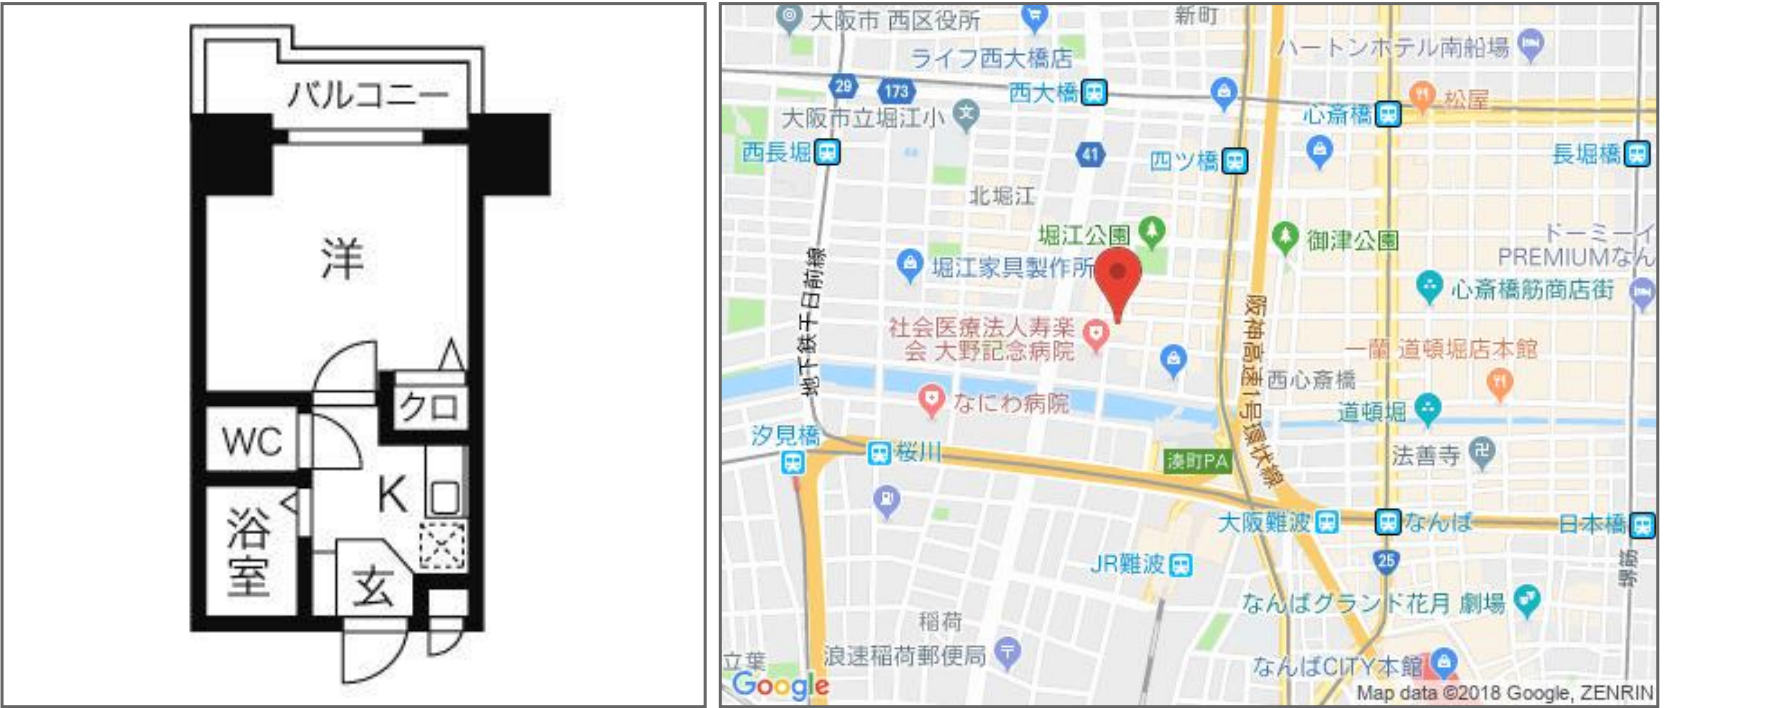 バルコニー
洋
クロ
WC
K
浴
室
玄
大阪市 西区役所
新町
ハートンホテル南船場
ライフ西大橋店
29
173
西大橋
松屋
大阪市立堀江小
心斎橋
西長堀
41
四ツ橋
長堀橋
北堀江
堀江公園
御津公園
ドーミーイ
PREMIUMなん
堀江家具製作所
心斎橋筋商店街
地下鉄千日前線
阪神高速1号環状線
社会医療法人寿楽
会 大野記念病院
一蘭 道頓堀店本館
西心斎橋
なにわ病院
道頓堀
汐見橋
桜川
湊町PA
法善寺
大阪難波
なんば
日本橋
JR難波
25
堺筋
なんばグランド花月 劇場
稲荷
浪速稲荷郵便局
立葉
なんばCITY本館
Google
Map data ©2018 Google, ZENRIN